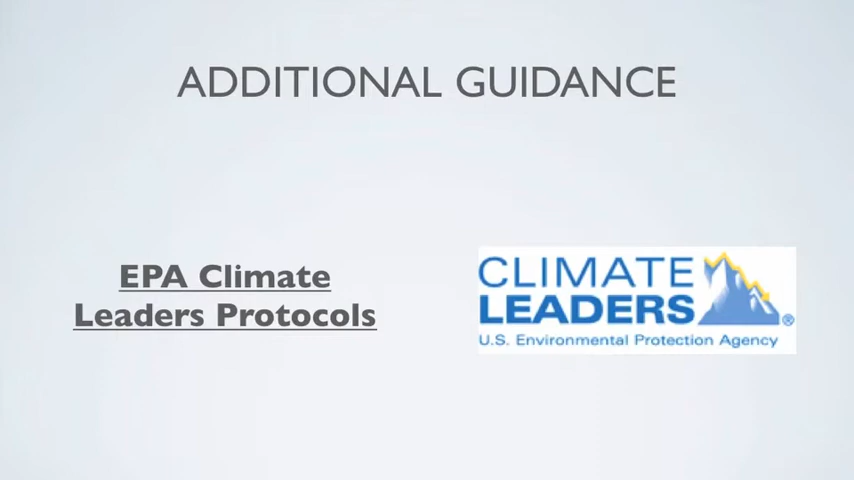 ADDITIONAL GUIDANCE
EPA Climate
Leaders Protocols
CLIMATE
LEADERS®
U.S. Environmental Protection Agency